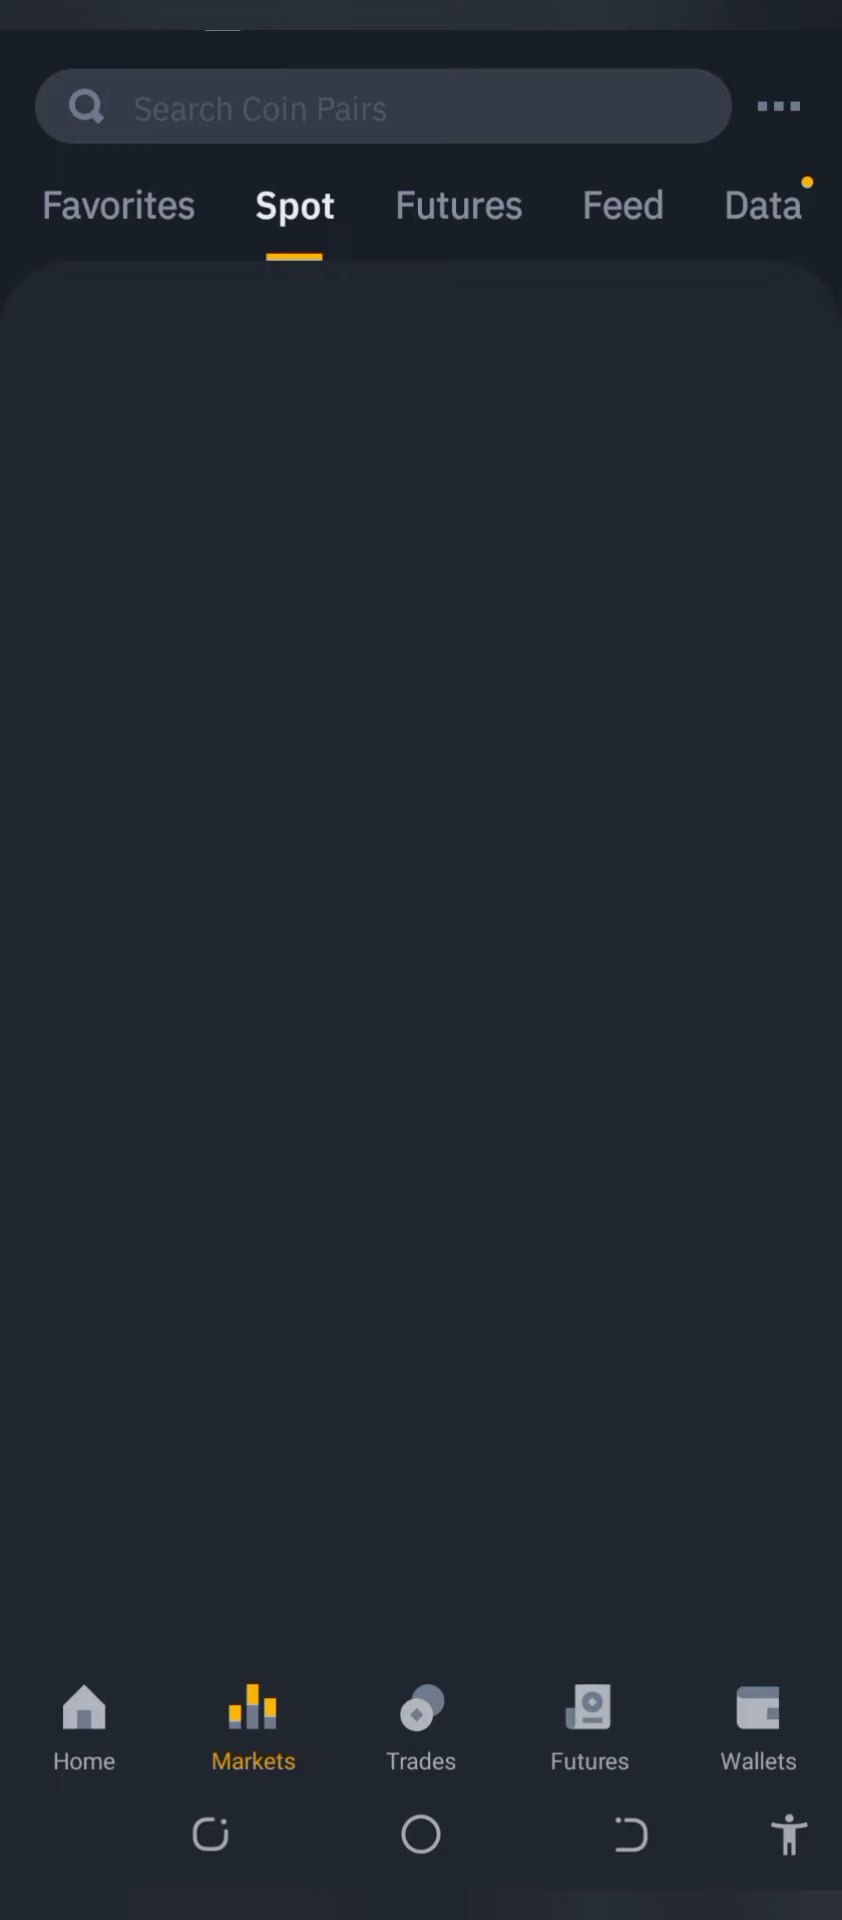 Search Coin Pairs
Favorites Spot Futures Feed Data
Home Markets Trades Futures Wallets